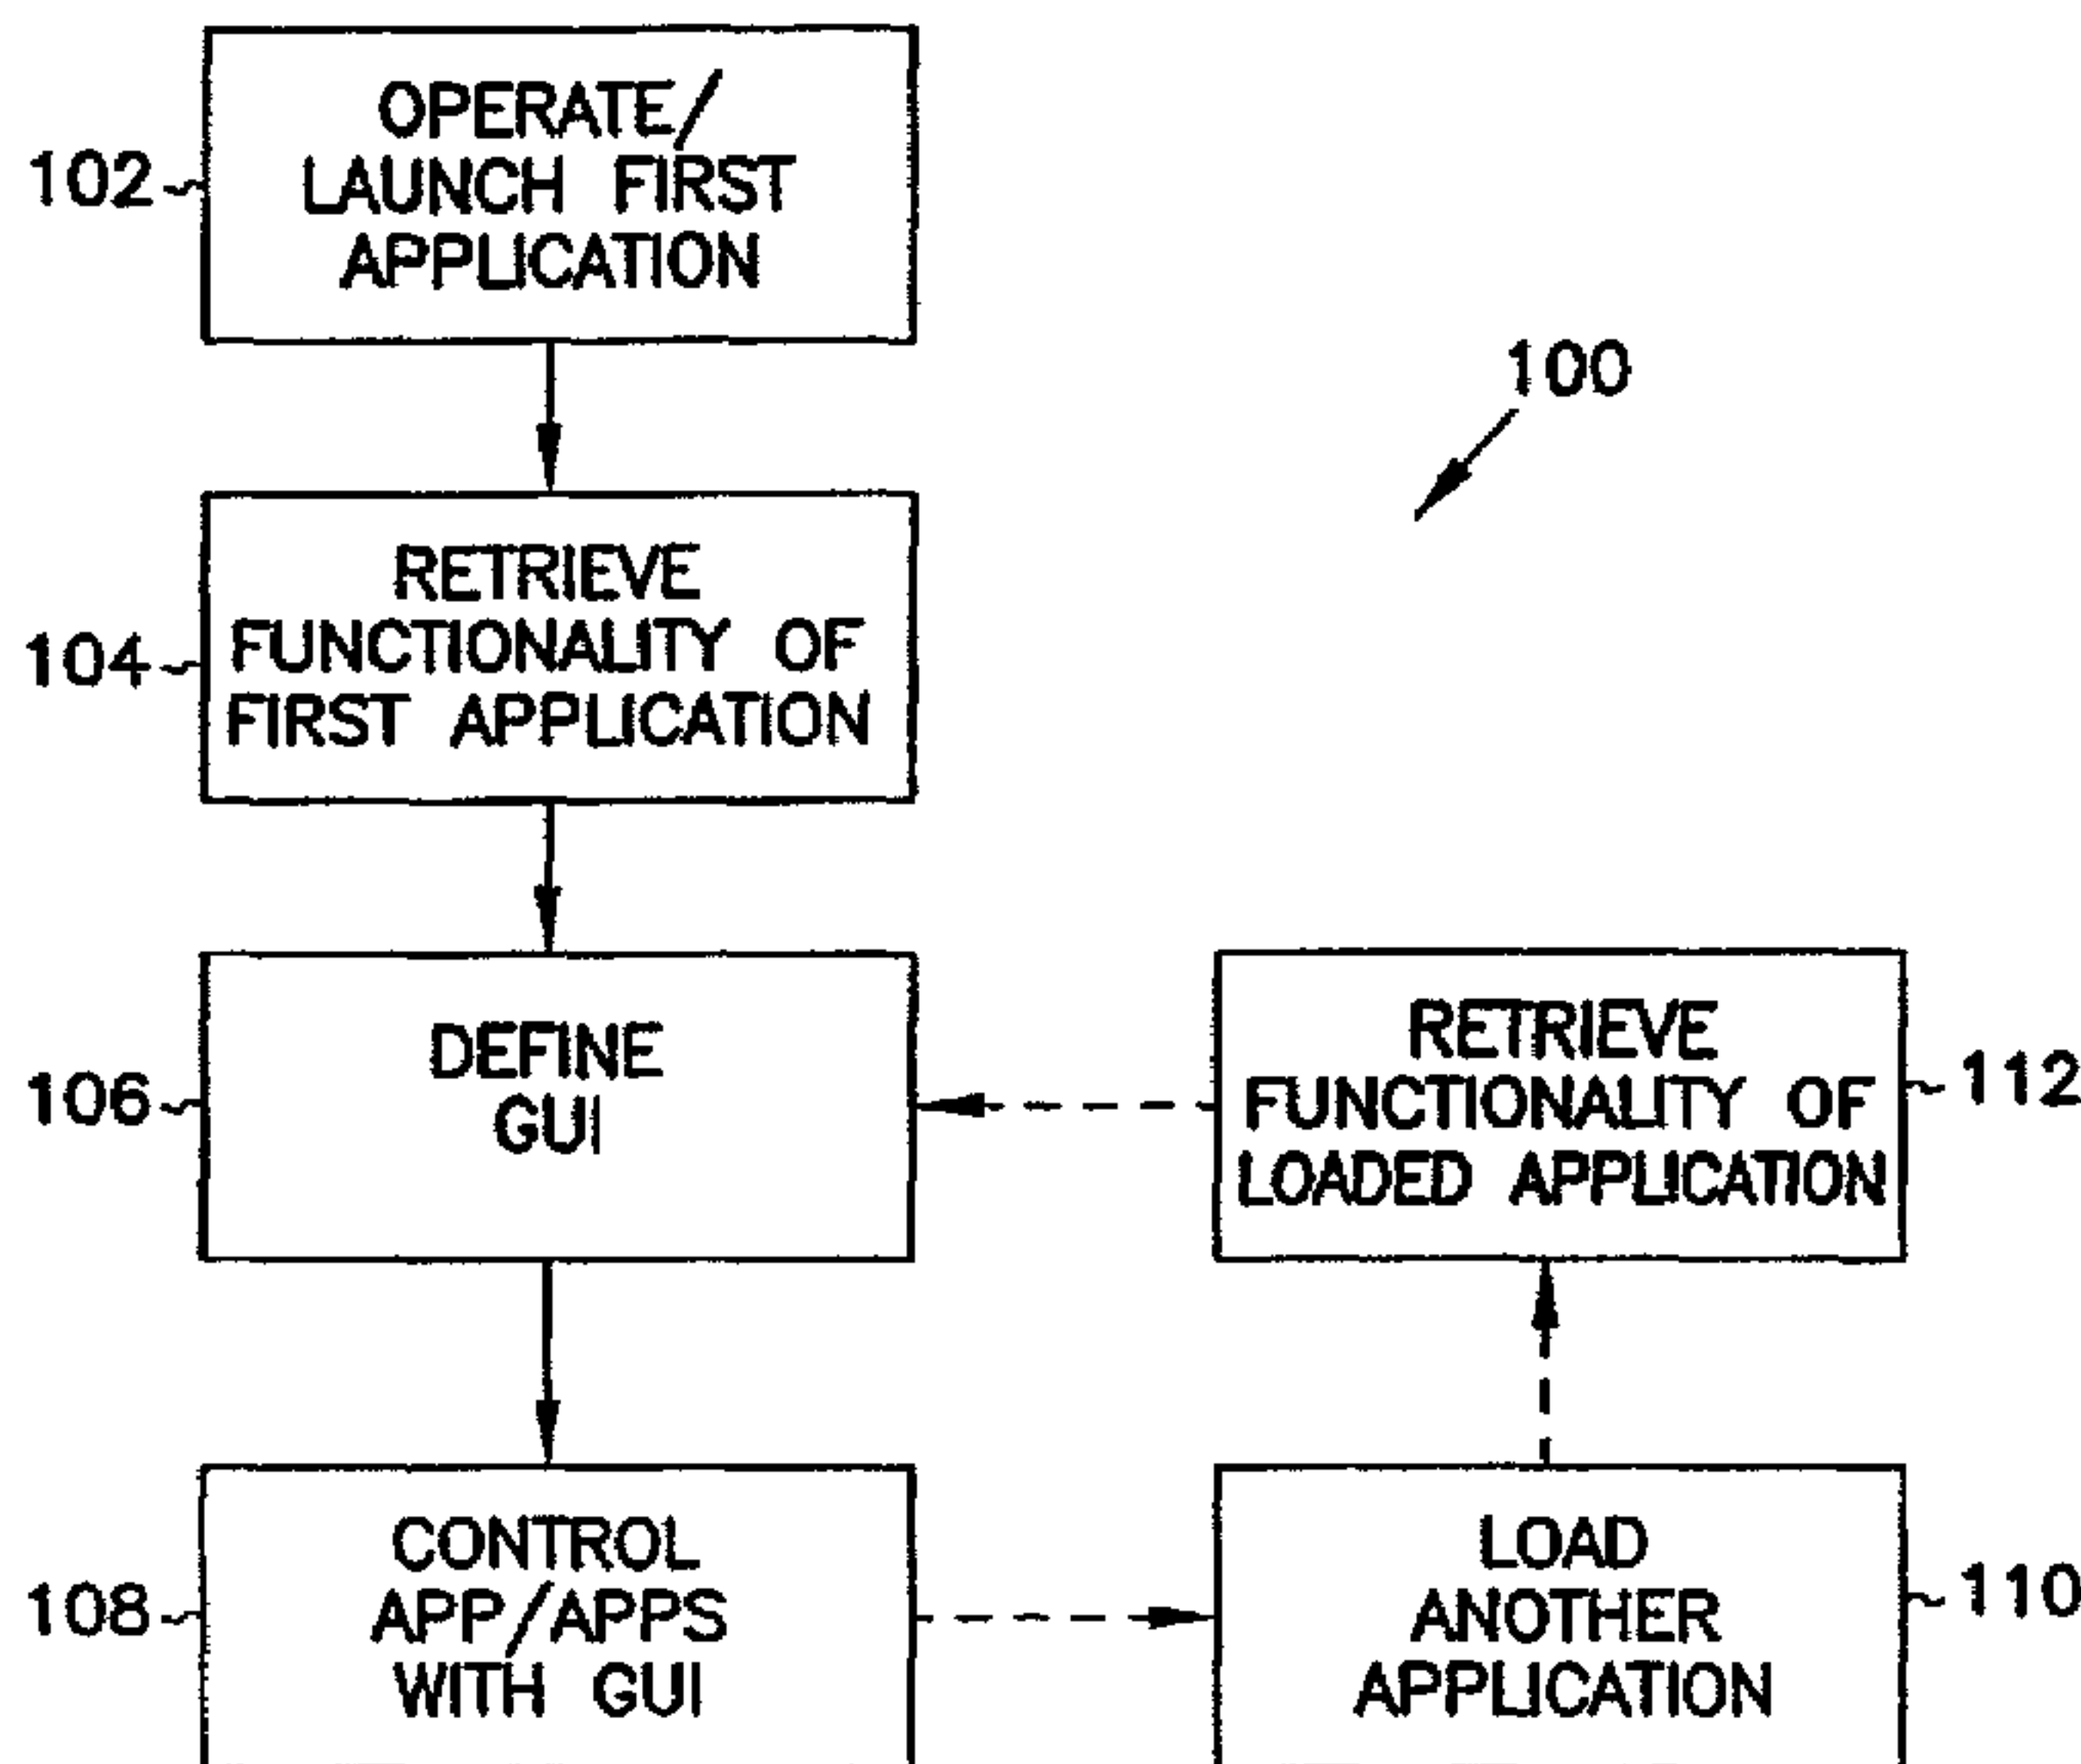 OPERATE/
LAUNCH FIRST
APPLICATION
102
100
RETRIEVE
FUNCTIONALITY OF
FIRST APPLICATION
104
DEFINE
GUI
106
RETRIEVE
FUNCTIONALITY OF
LOADED APPLICATION
112
CONTROL
APP/APPS
WITH GUI
108
LOAD
ANOTHER
APPLICATION
110